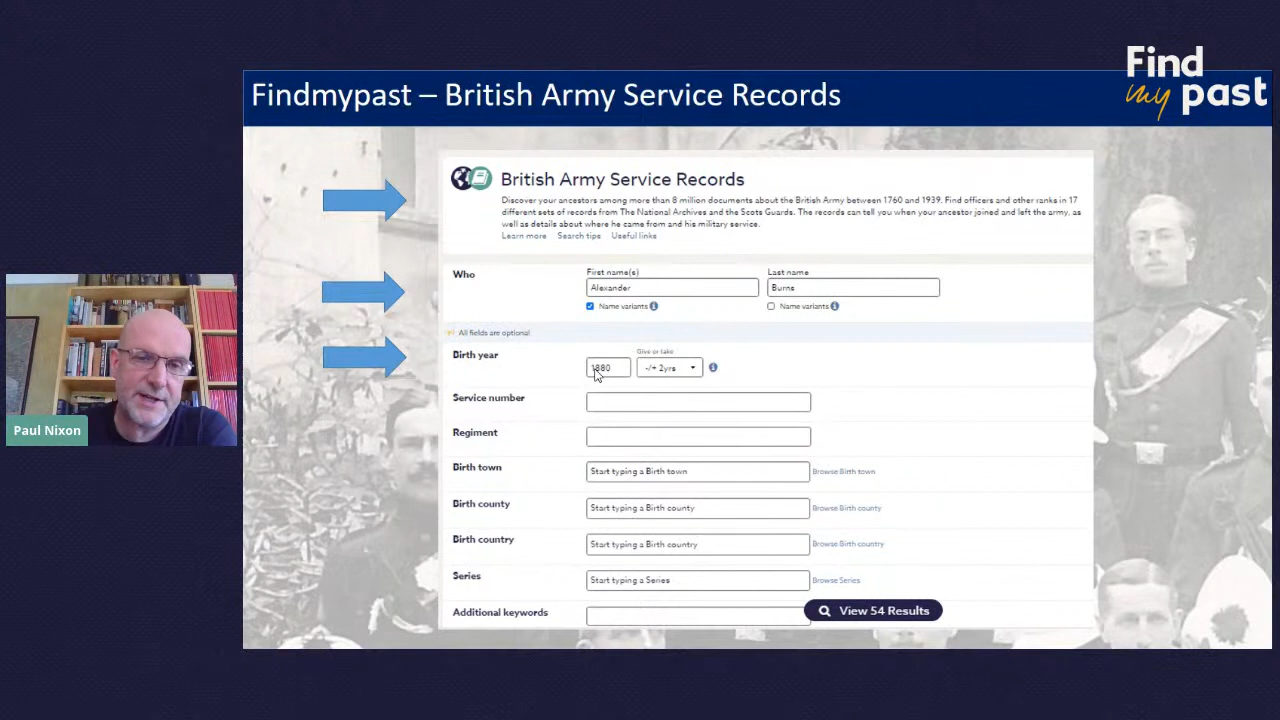 Find
my past
Findmypast – British Army Service Records
British Army Service Records
Discover your ancestors among more than 8 million documents about the British Army between 1760 and 1939. Find officers and other ranks in 17
different sets of records from The National Archives and the Scots Guards. The records can tell you when your ancestor joined and left the army, as
well as details about where he came from and his military service.
Learn more Search tips Useful links
Who
First name(s) Last name
Alexander Burns
Name variants Name variants
All fields are optional
Birth year
Give or take
1880 -/+ 2yrs
Service number
Regiment
Birth town
Start typing a Birth town Browse Birth town
Birth county
Start typing a Birth county Browse Birth county
Birth country
Start typing a Birth country Browse Birth country
Series
Start typing a Series Browse Series
Additional keywords
View 54 Results
Paul Nixon